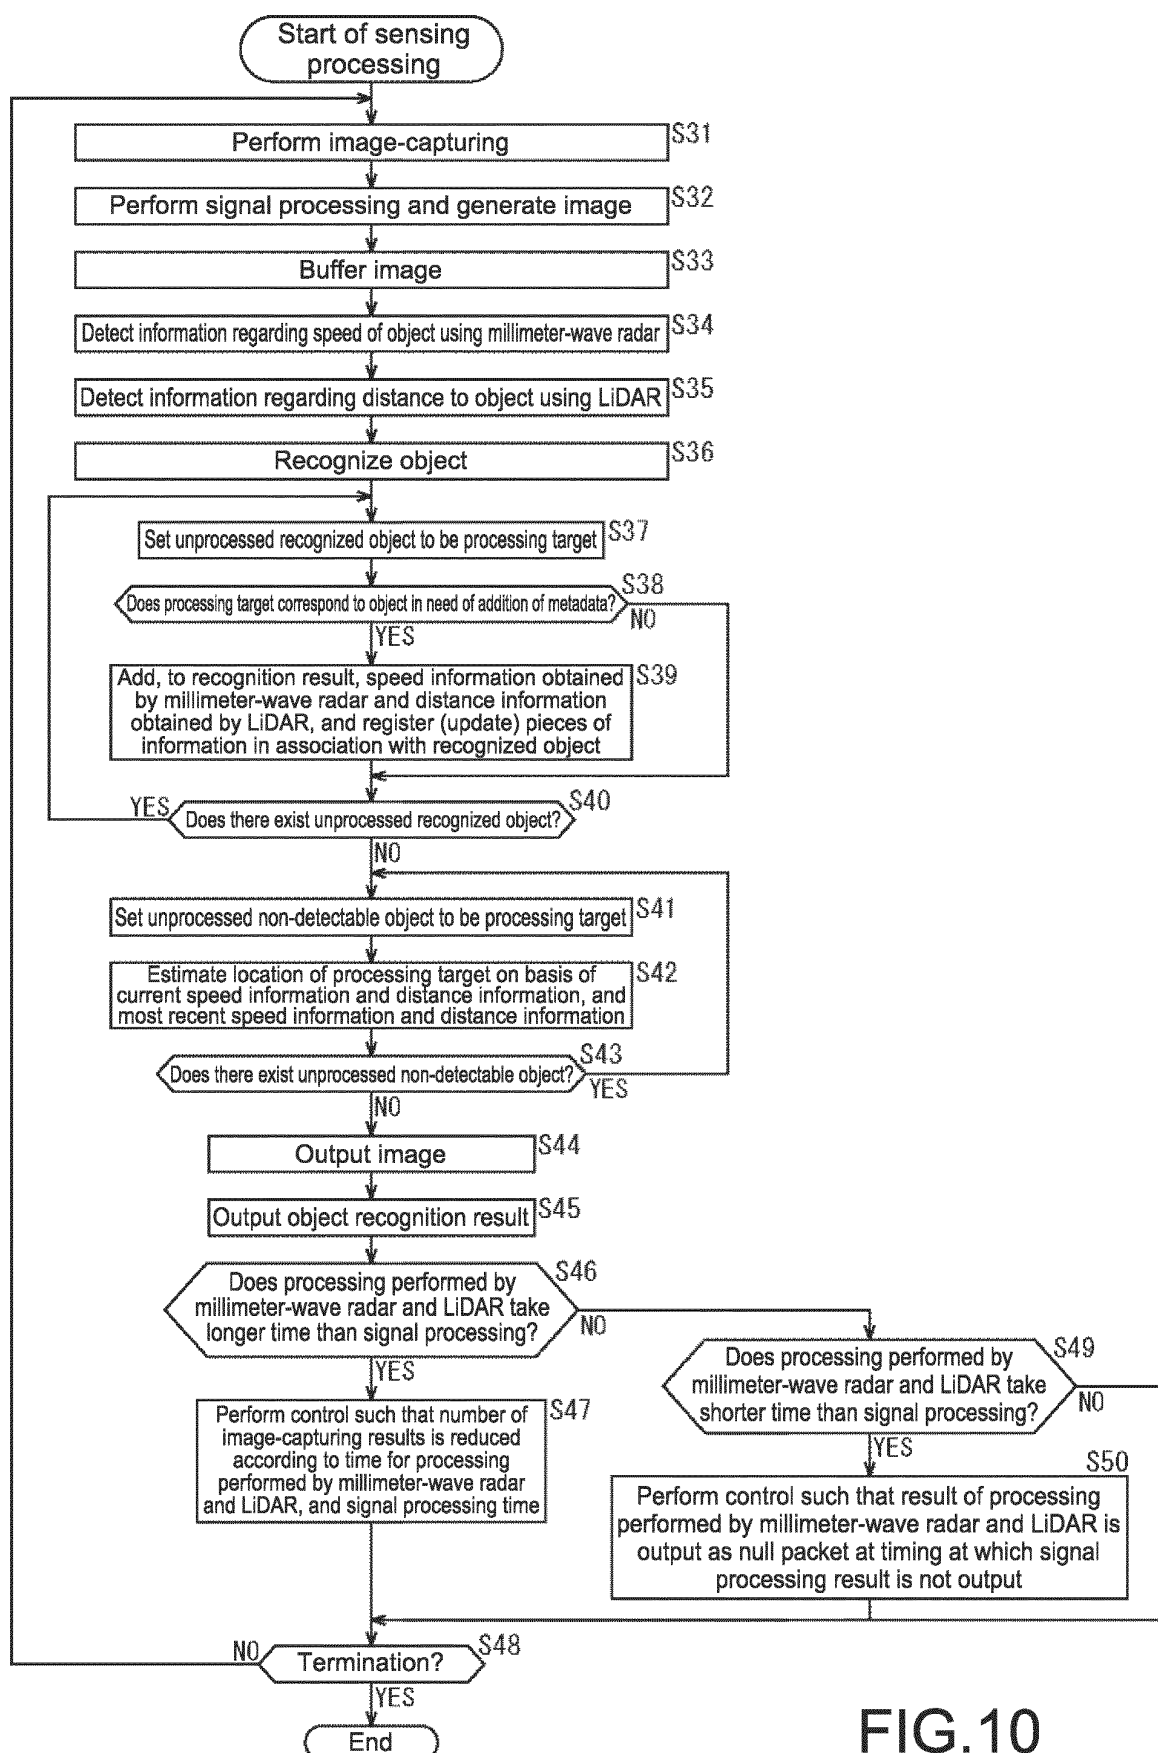 Start of sensing
processing
Perform image-capturing
S31
Perform signal processing and generate image
S32
Buffer image
S33
Detect information regarding speed of object using millimeter-wave radar
S34
Detect information regarding distance to object using LiDAR
S35
Recognize object
S36
Set unprocessed recognized object to be processing target
S37
Does processing target correspond to object in need of addition of metadata?
S38
NO
YES
Add, to recognition result, speed information obtained
by millimeter-wave radar and distance information
obtained by LiDAR, and register (update) pieces of
information in association with recognized object
S39
YES
Does there exist unprocessed recognized object?
S40
NO
Set unprocessed non-detectable object to be processing target
S41
Estimate location of processing target on basis of
current speed information and distance information, and
most recent speed information and distance information
S42
Does there exist unprocessed non-detectable object?
S43
YES
NO
Output image
S44
Output object recognition result
S45
Does processing performed by
millimeter-wave radar and LiDAR take
longer time than signal processing?
S46
NO
YES
Perform control such that number of
image-capturing results is reduced
according to time for processing
performed by millimeter-wave radar
and LiDAR, and signal processing time
S47
Does processing performed by
millimeter-wave radar and LiDAR take
shorter time than signal processing?
S49
NO
YES
S50
Perform control such that result of processing
performed by millimeter-wave radar and LiDAR is
output as null packet at timing at which signal
processing result is not output
NO
Termination?
S48
YES
End
FIG.10